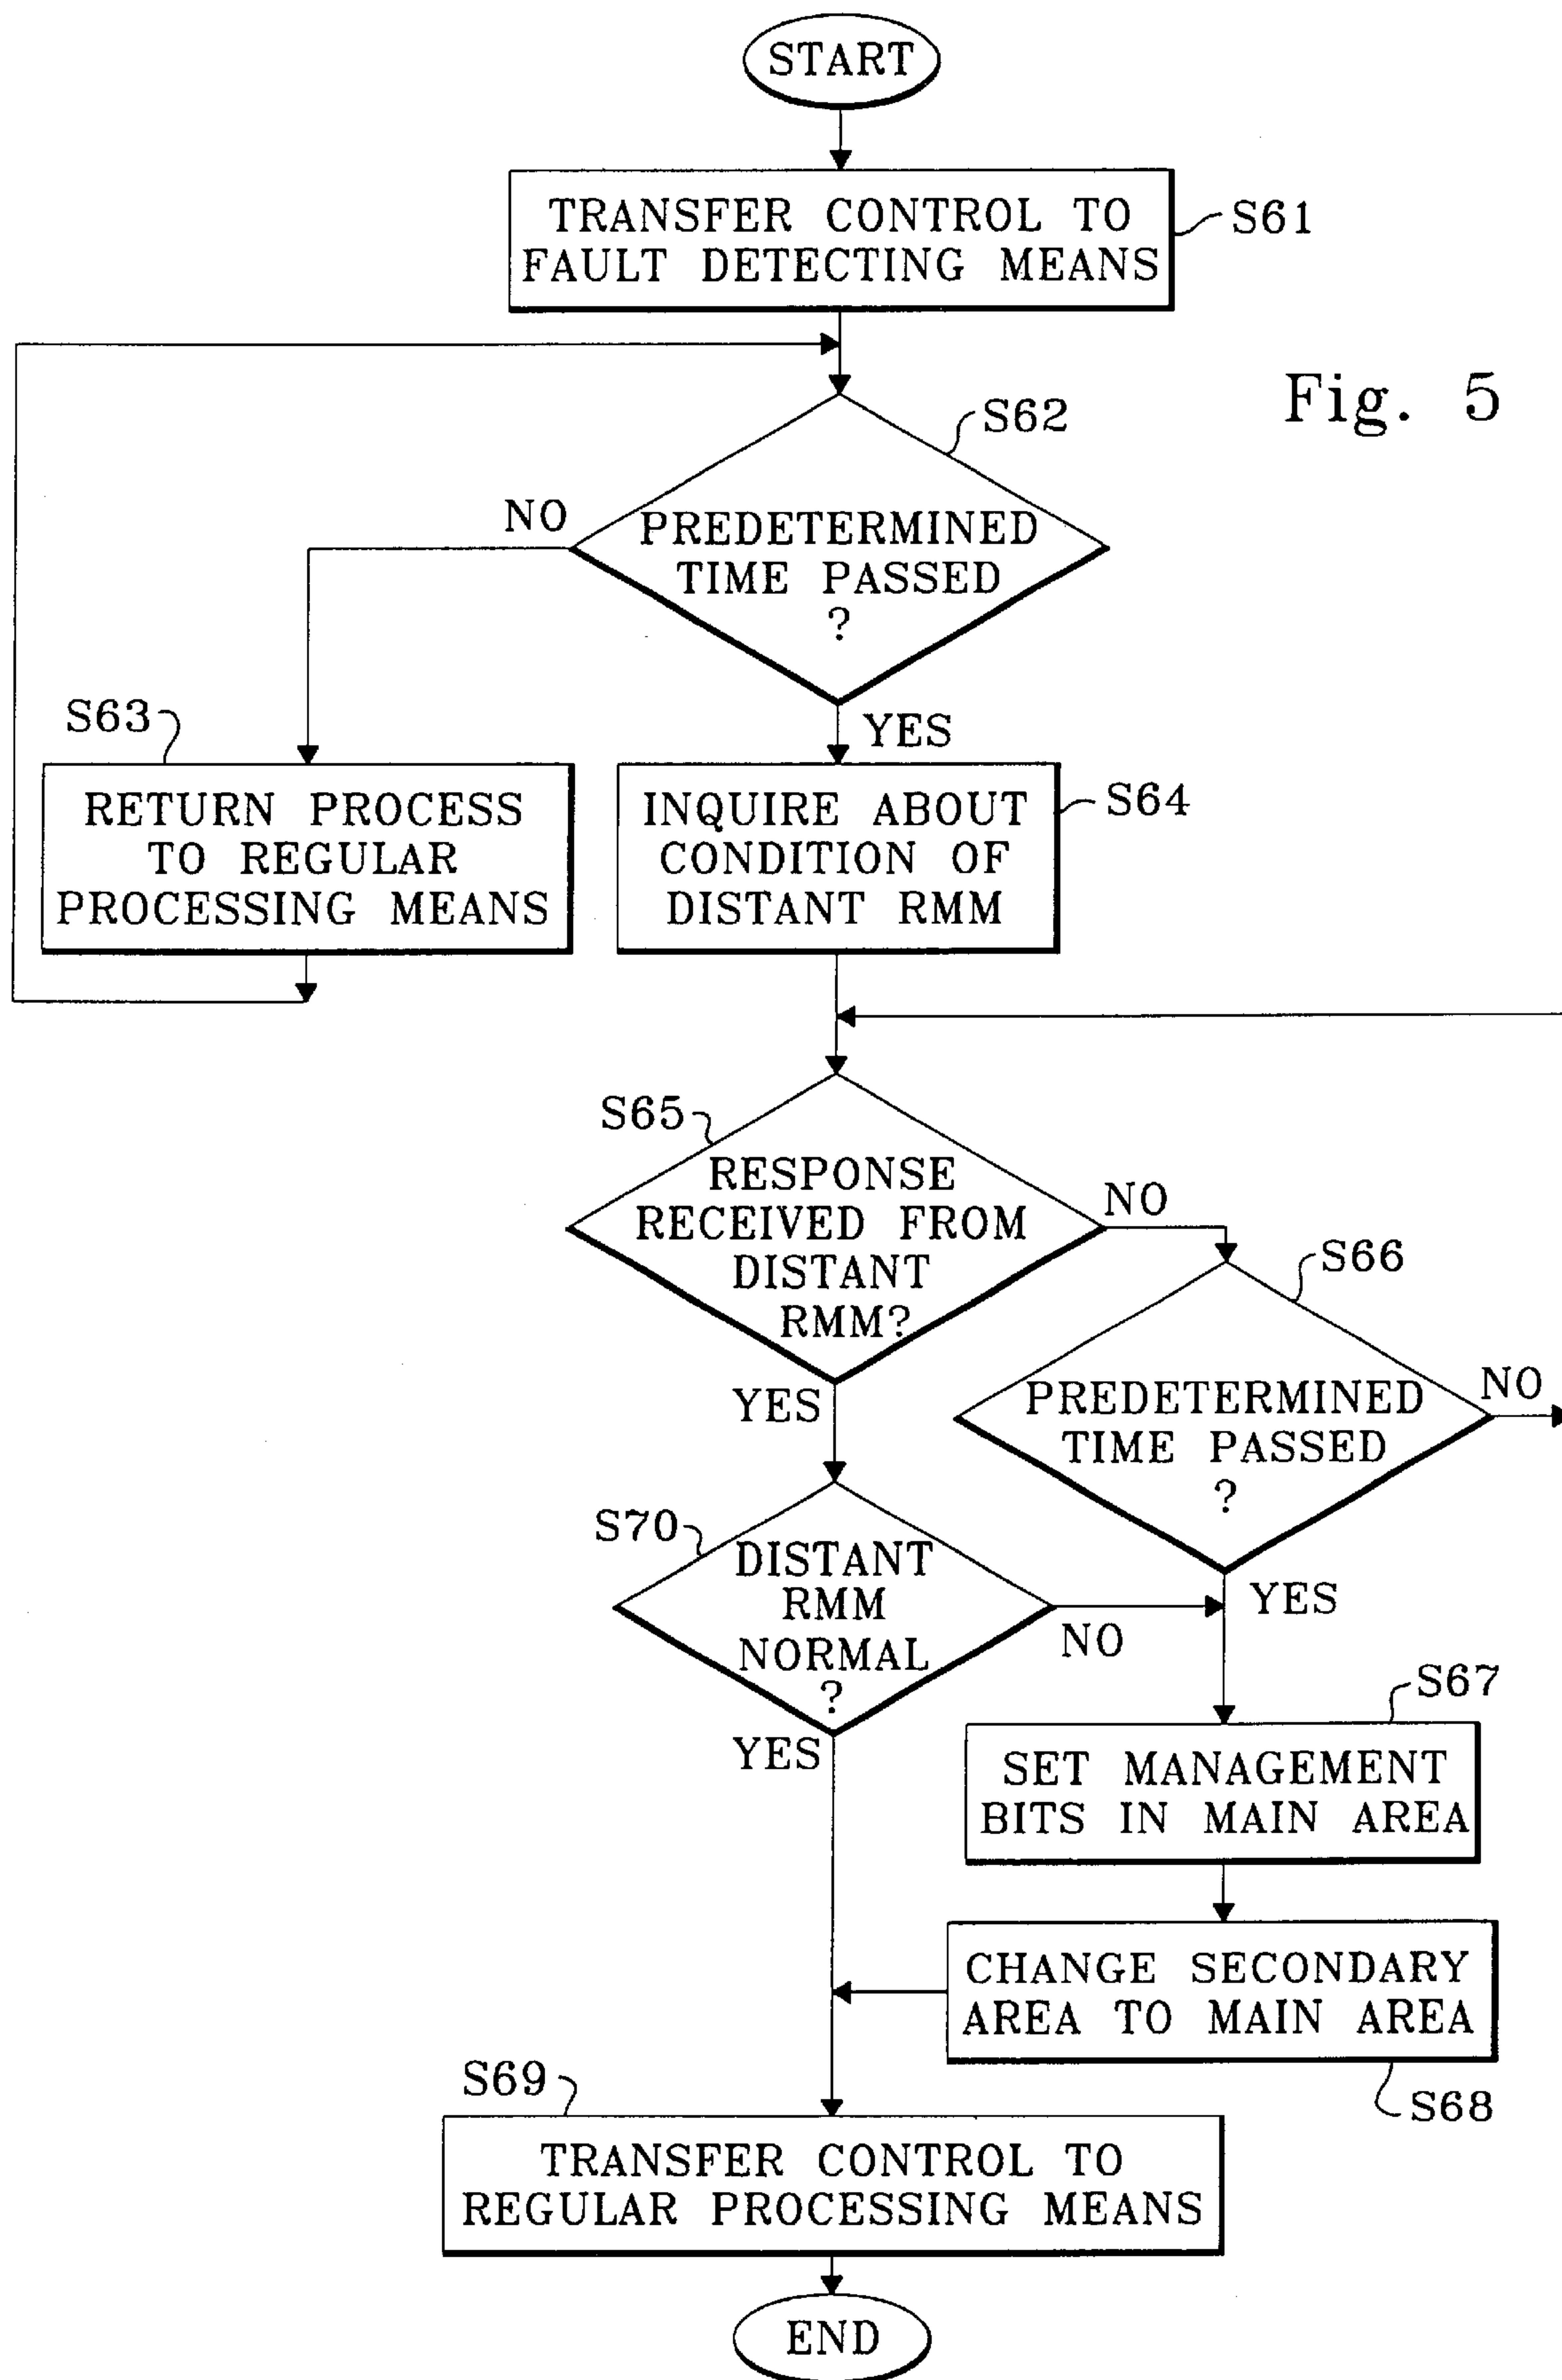 START
TRANSFER CONTROL TO
FAULT DETECTING MEANS
S61
Fig. 5
S62
NO
PREDETERMINED
TIME PASSED
?
YES
S63
RETURN PROCESS
TO REGULAR
PROCESSING MEANS
INQUIRE ABOUT
CONDITION OF
DISTANT RMM
S64
S65
RESPONSE
RECEIVED FROM
DISTANT
RMM?
NO
YES
S66
PREDETERMINED
TIME PASSED
?
NO
YES
S70
DISTANT
RMM
NORMAL
?
NO
YES
S67
SET MANAGEMENT
BITS IN MAIN AREA
CHANGE SECONDARY
AREA TO MAIN AREA
S68
S69
TRANSFER CONTROL TO
REGULAR PROCESSING MEANS
END